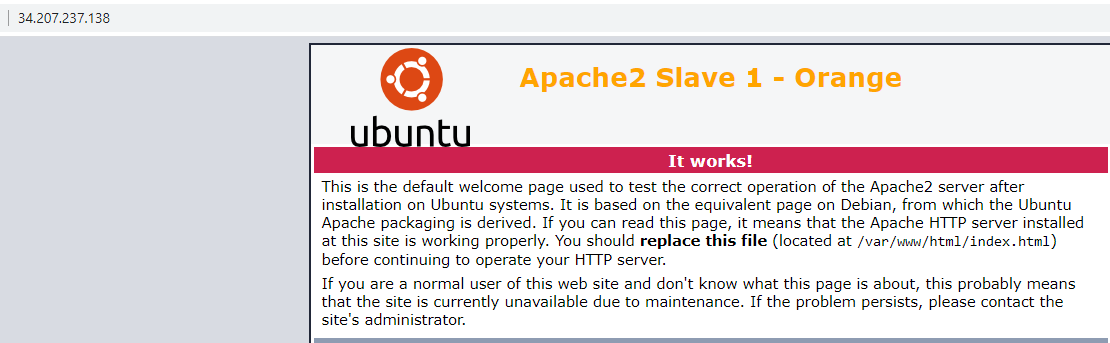 34.207.237.138
Apache2 Slave 1 - Orange
ubuntu
It works!
This is the default welcome page used to test the correct operation of the Apache2 server after
installation on Ubuntu systems. It is based on the equivalent page on Debian, from which the Ubuntu
Apache packaging is derived. If you can read this page, it means that the Apache HTTP server installed
at this site is working properly. You should replace this file (located at /var/www/html/index.html)
before continuing to operate your HTTP server.
If you are a normal user of this web site and don't know what this page is about, this probably means
that the site is currently unavailable due to maintenance. If the problem persists, please contact the
site's administrator.